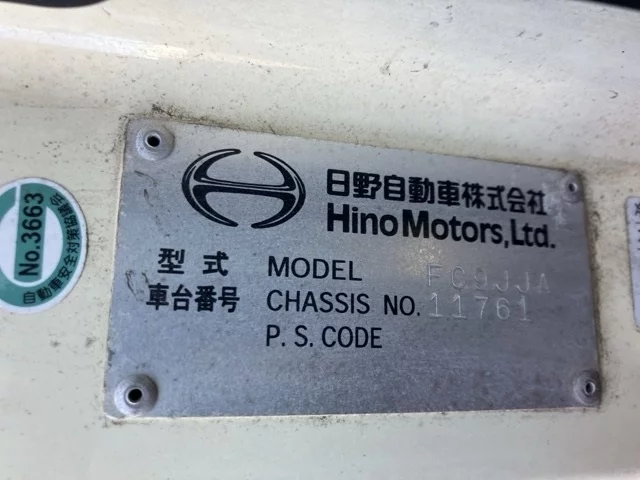 日野自動車株式会社
Hino Motors, Ltd.
型式 MODEL FC9JJA
車台番号 CHASSIS NO. 11761
P. S. CODE
No.3663